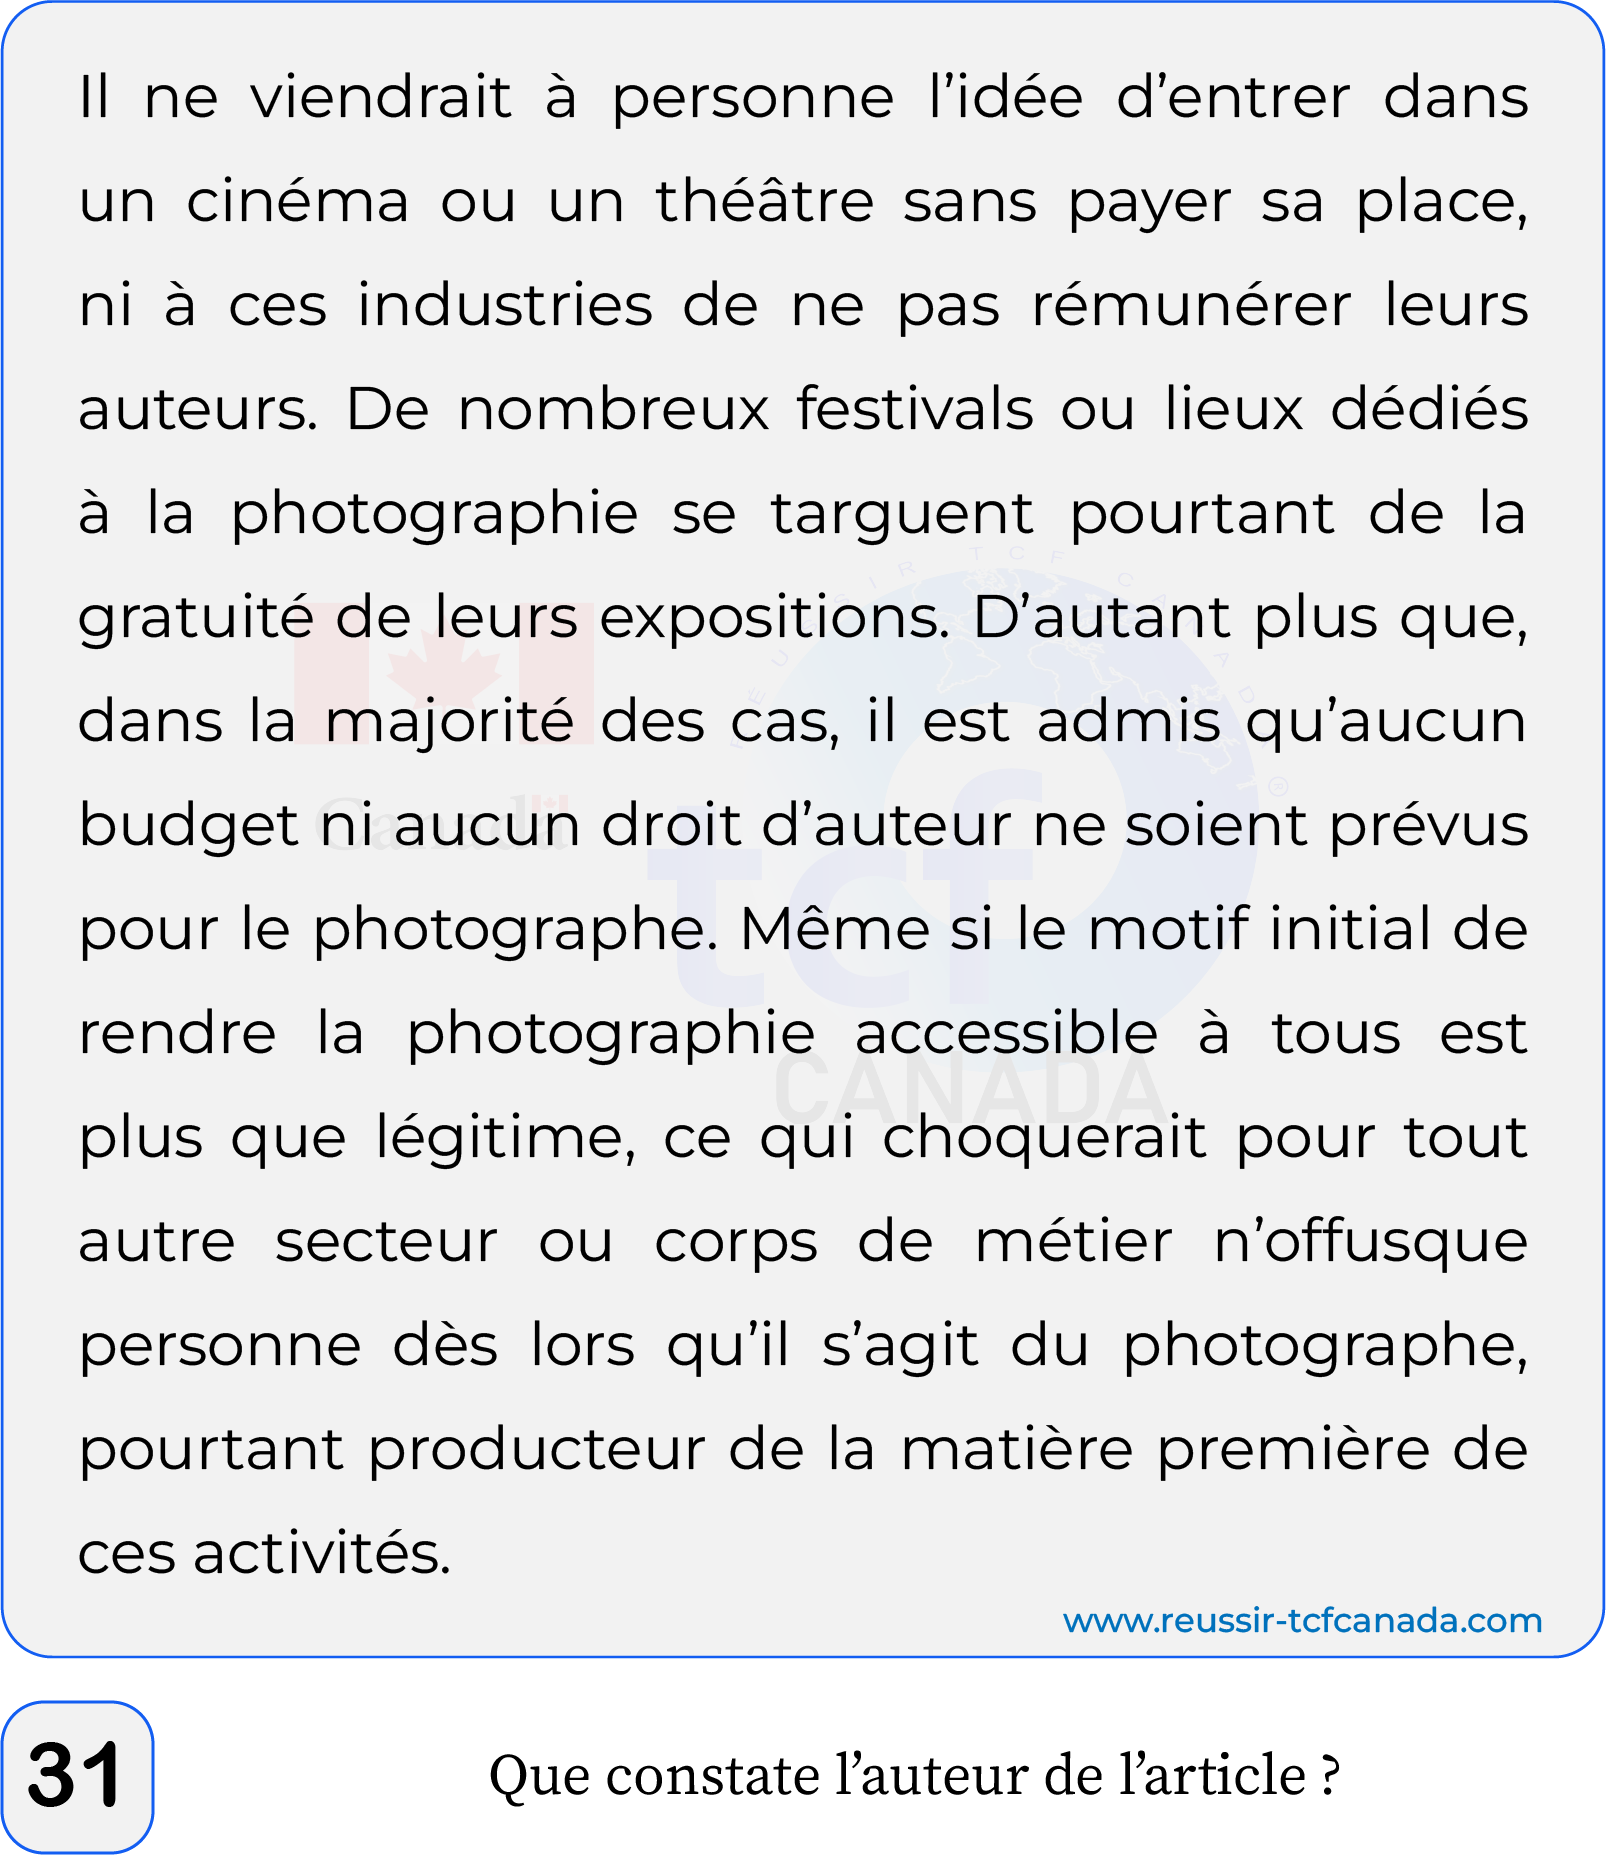 Il ne viendrait à personne l’idée d’entrer dans
un cinéma ou un théâtre sans payer sa place,
ni à ces industries de ne pas rémunérer leurs
auteurs. De nombreux festivals ou lieux dédiés
à la photographie se targuent pourtant de la
gratuité de leurs expositions. D’autant plus que,
dans la majorité des cas, il est admis qu’aucun
budget ni aucun droit d’auteur ne soient prévus
pour le photographe. Même si le motif initial de
rendre la photographie accessible à tous est
plus que légitime, ce qui choquerait pour tout
autre secteur ou corps de métier n’offusque
personne dès lors qu’il s’agit du photographe,
pourtant producteur de la matière première de
ces activités.
RÉUSSIR TCF CANADA ®
Canada
tcf
CANADA
www.reussir-tcfcanada.com
31 Que constate l’auteur de l’article ?